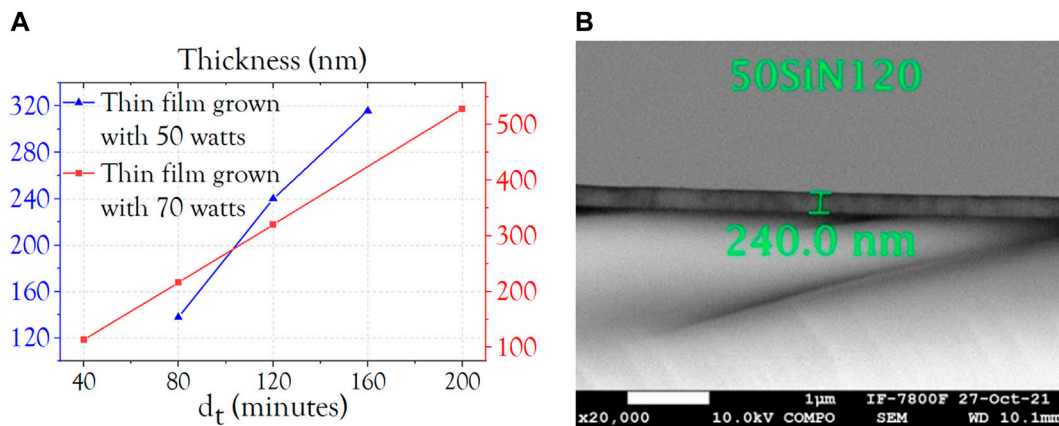 A
Thickness (nm)
Thin film grown
with 50 watts
Thin film grown
with 70 watts
320
280
240
200
160
120
500
400
300
200
100
40 80 120 160 200
dt (minutes)
B
50SiN120
240.0 nm
1μm IF-7800F 27-Oct-21
x20,000 10.0kV COMPO SEM WD 10.1mm